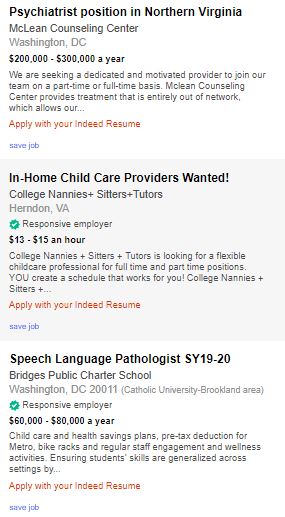 Psychiatrist position in Northern Virginia
McLean Counseling Center
Washington, DC
$200,000 - $300,000 a year
We are seeking a dedicated and motivated provider to join our
team on a part-time or full-time basis. Mclean Counseling
Center provides treatment that is entirely out of network,
which allows our...
Apply with your Indeed Resume
save job
In-Home Child Care Providers Wanted!
College Nannies+ Sitters+Tutors
Herndon, VA
Responsive employer
$13 - $15 an hour
College Nannies + Sitters + Tutors is looking for a flexible
childcare professional for full time and part time positions.
YOU create a schedule that works for you! College Nannies +
Sitters +...
Apply with your Indeed Resume
save job
Speech Language Pathologist SY19-20
Bridges Public Charter School
Washington, DC 20011 (Catholic University-Brookland area)
Responsive employer
$60,000 - $80,000 a year
Child care and health savings plans, pre-tax deduction for
Metro, bike racks and regular staff engagement and wellness
activities. Ensuring students' skills are generalized across
settings by...
Apply with your Indeed Resume
save job